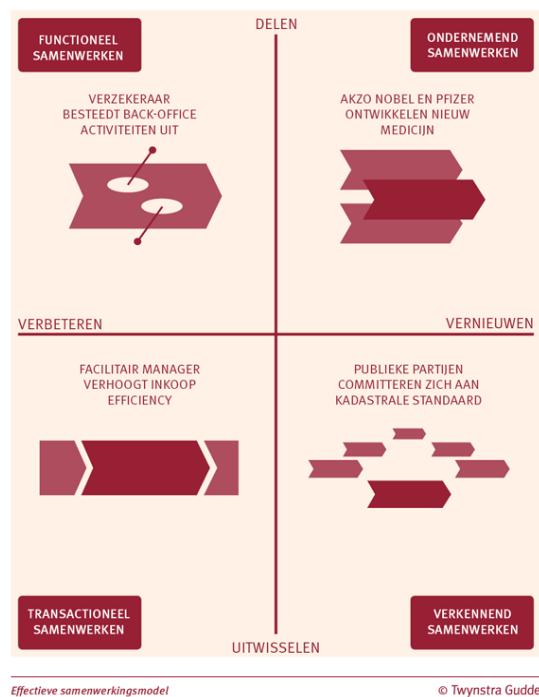 DELEN
FUNCTIONEEL
SAMENWERKEN
ONDERNEMEND
SAMENWERKEN
VERZEKERAAR
BESTEEDT BACK-OFFICE
ACTIVITEITEN UIT
AKZO NOBEL EN PFIZER
ONTWIKKELEN NIEUW
MEDICIJN
VERBETEREN
VERNIEUWEN
FACILITAIR MANAGER
VERHOOGT INKOOP
EFFICIENCY
PUBLIEKE PARTIJEN
COMMITTEREN ZICH AAN
KADASTRALE STANDAARD
TRANSACTIONEEL
SAMENWERKEN
VERKENNEND
SAMENWERKEN
UITWISSELEN
Effectieve samenwerkingsmodel
© Twynstra Gudde